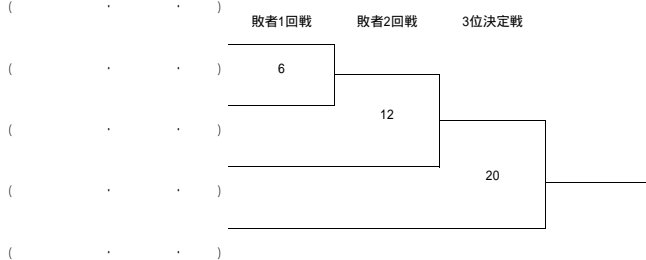 ( ・ ・ )
敗者1回戦 敗者2回戦 3位決定戦
( ・ ・ )
6
12
( ・ ・ )
20
( ・ ・ )
( ・ ・ )